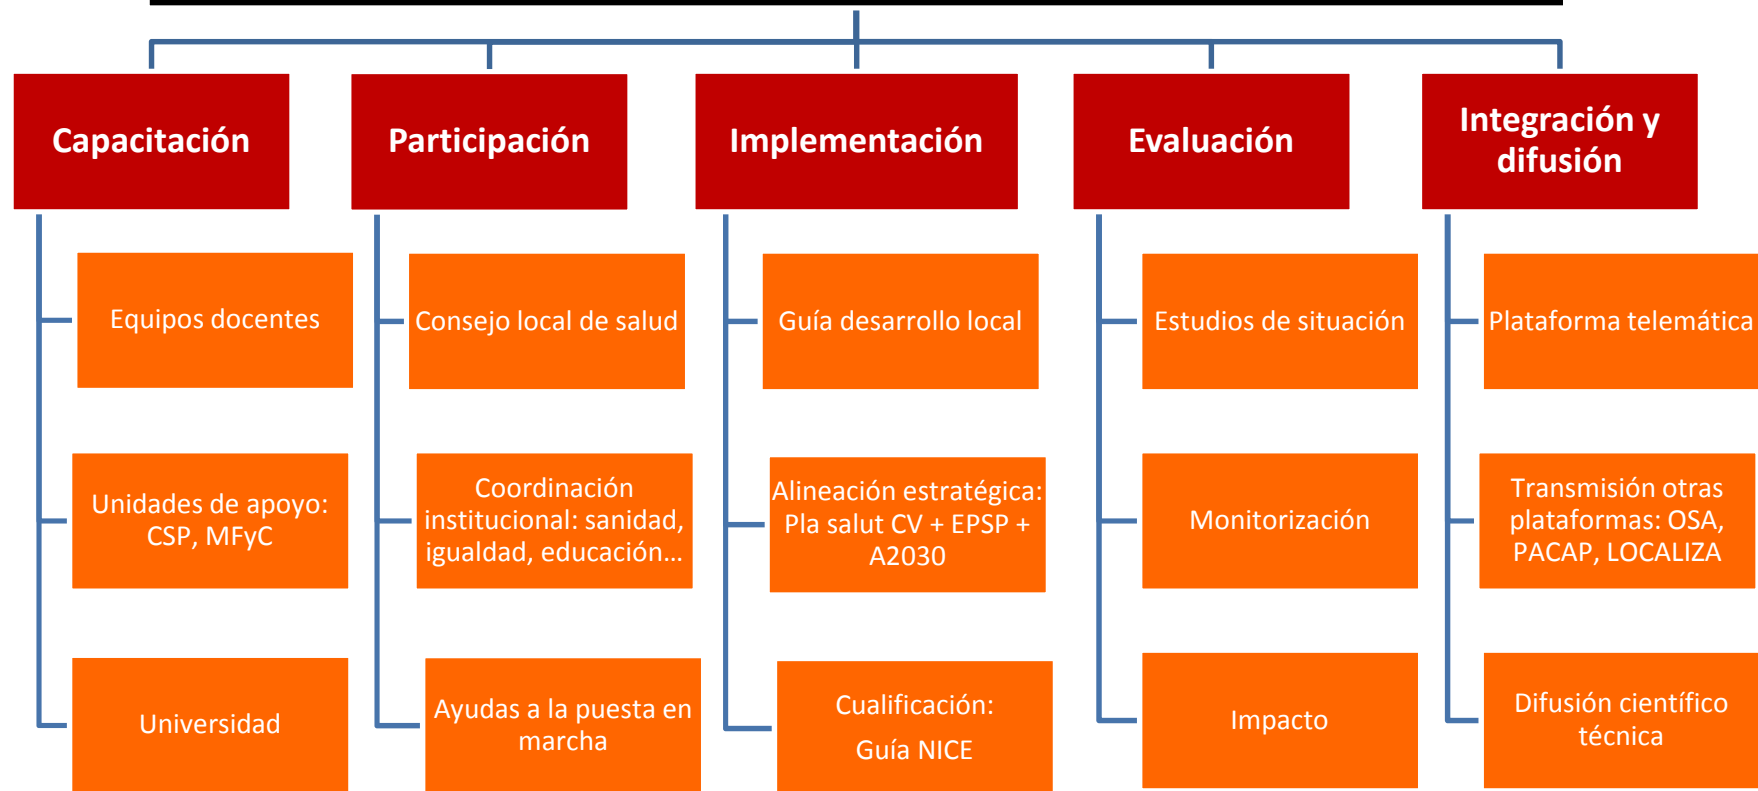 Capacitación
Participación
Implementación
Evaluación
Integración y
difusión
Equipos docentes
Consejo local de salud
Guía desarrollo local
Estudios de situación
Plataforma telemática
Unidades de apoyo:
CSP, MFyC
Coordinación
institucional: sanidad,
igualdad, educación...
Alineación estratégica:
Pla salut CV + EPSP +
A2030
Monitorización
Transmisión otras
plataformas: OSA,
PACAP, LOCALIZA
Universidad
Ayudas a la puesta en
marcha
Cualificación:
Guía NICE
Impacto
Difusión científico
técnica